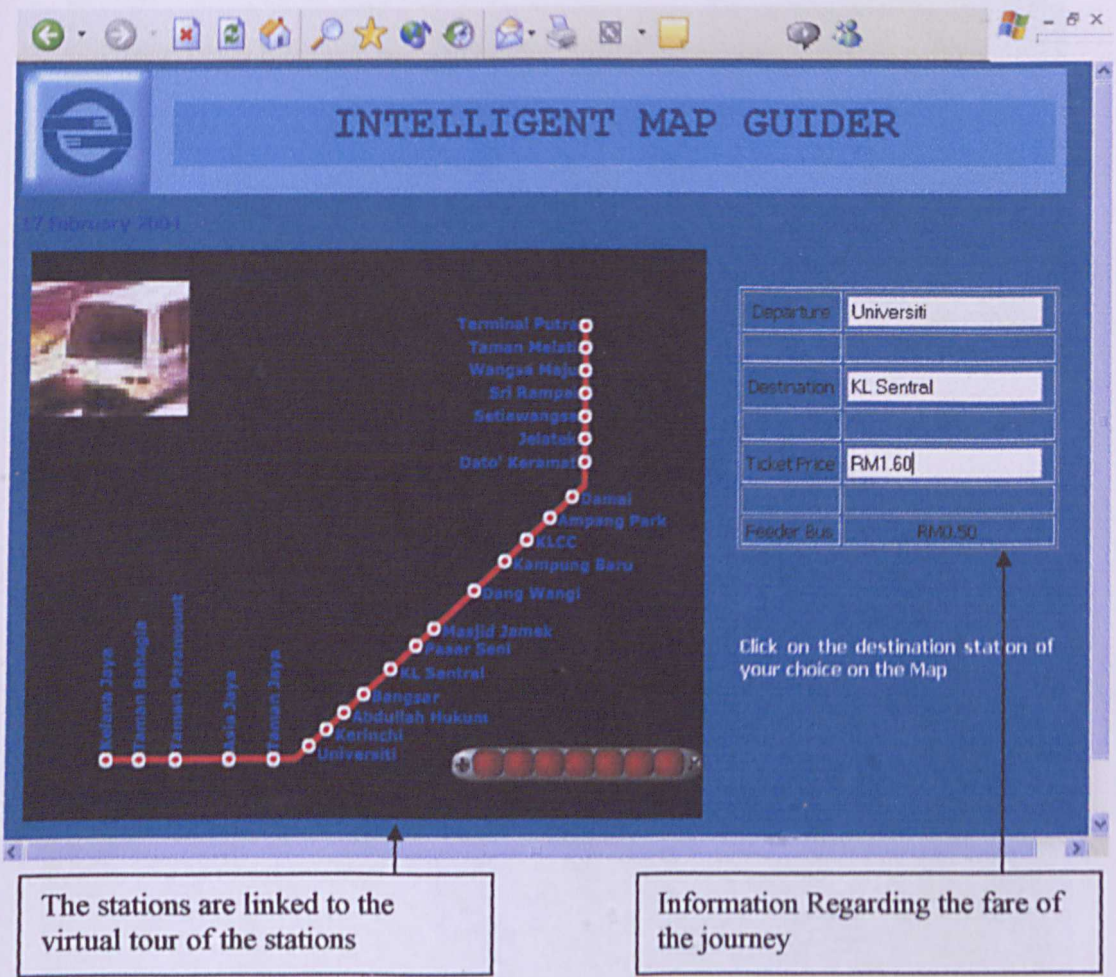 INTELLIGENT MAP GUIDER
17 February 2004
Terminal Putra
Taman Melati
Wangsa Maju
Sri Rampai
Setiawangsa
Jelatek
Dato' Keramat
Damai
Ampang Park
KLCC
Kampung Baru
Dang Wangi
Masjid Jamek
Pasar Seni
KL Sentral
Bangsar
Abdullah Hukum
Kerinchi
Universiti
Kelana Jaya
Taman Bahagia
Taman Paramount
Asia Jaya
Taman Jaya
Departure Universiti
Destination KL Sentral
Ticket Price RM1.60
Feeder Bus RM0.50
Click on the destination station of
your choice on the Map
The stations are linked to the
virtual tour of the stations
Information Regarding the fare of
the journey